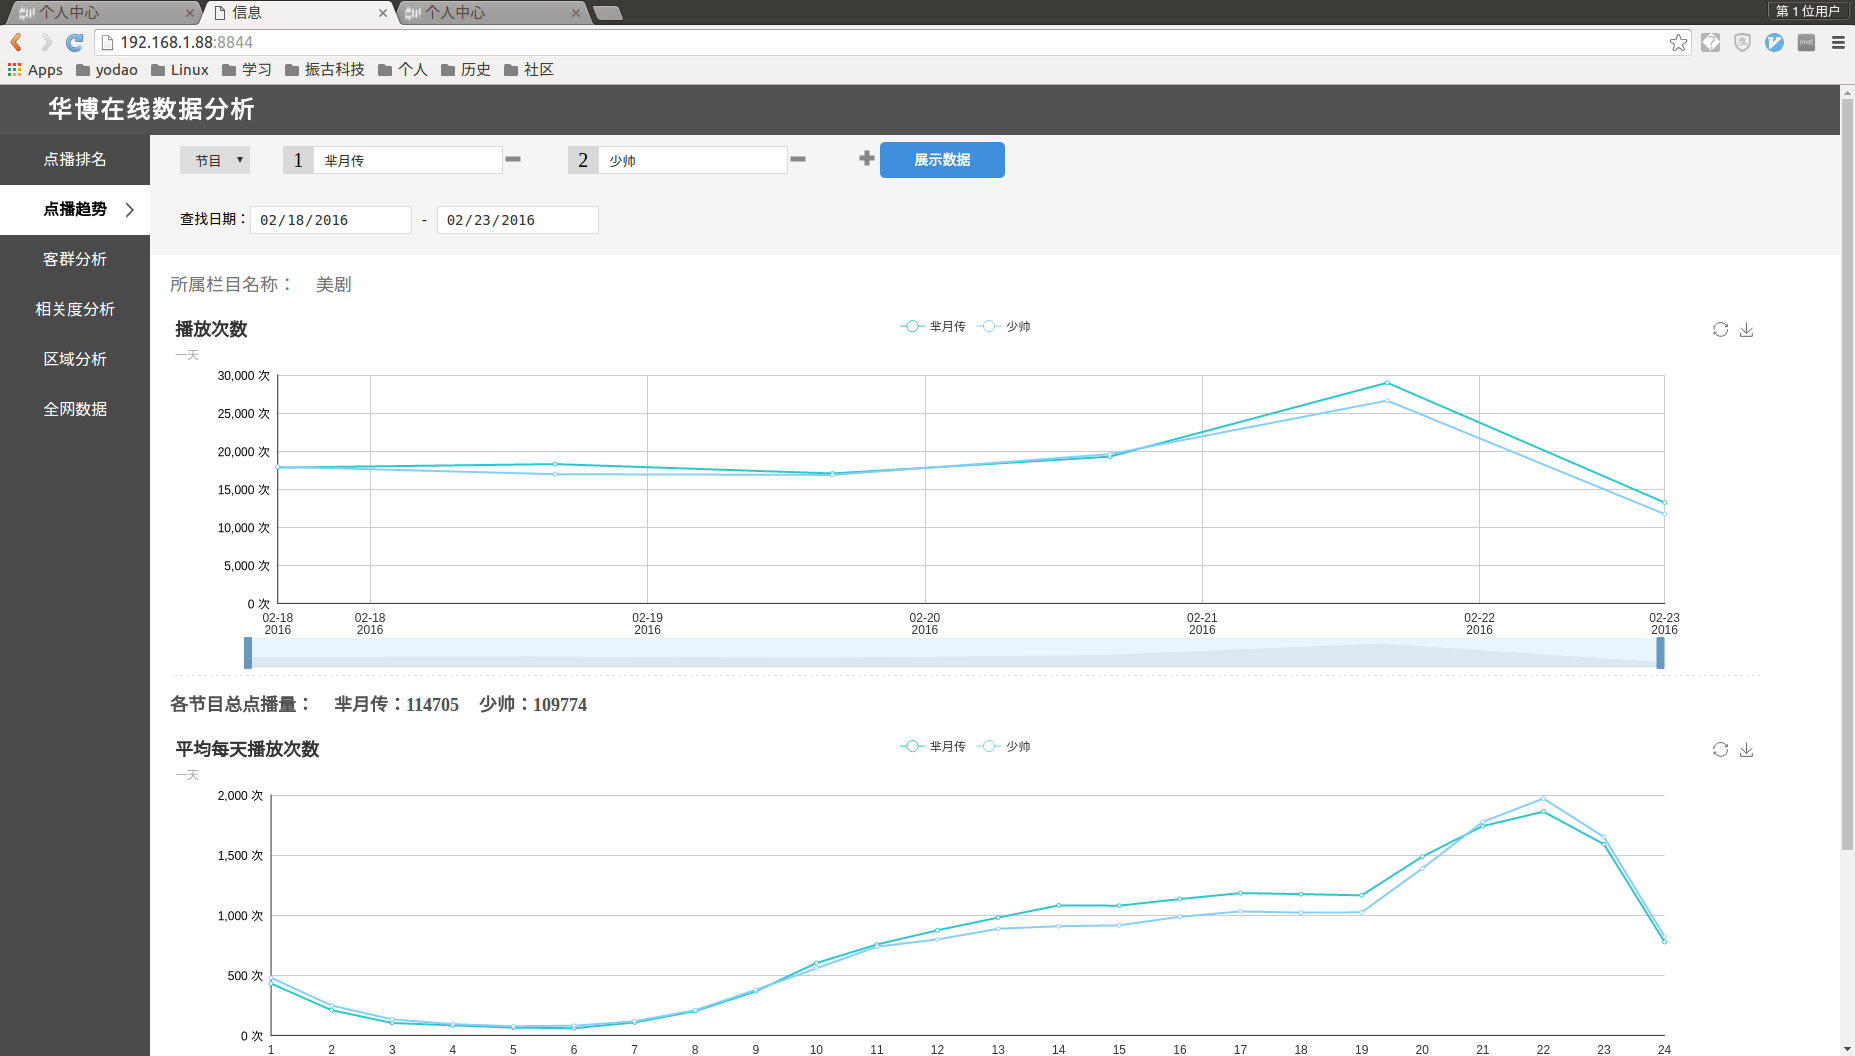 个人中心
信息
个人中心
第 1 位用户
192.168.1.88:8844
Apps yodao Linux 学习 振古科技 个人 历史 社区
华博在线数据分析
点播排名
点播趋势
客群分析
相关度分析
区域分析
全网数据
节目 ▼ 1 芈月传 2 少帅 展示数据
查找日期： 02/18/2016 - 02/23/2016
所属栏目名称： 美剧
播放次数
一天
芈月传 少帅
30,000 次
25,000 次
20,000 次
15,000 次
10,000 次
5,000 次
0 次
02-18 02-18 02-19 02-20 02-21 02-22 02-23
2016 2016 2016 2016 2016 2016 2016
各节目总点播量： 芈月传：114705 少帅：109774
平均每天播放次数
一天
芈月传 少帅
2,000 次
1,500 次
1,000 次
500 次
0 次
1 2 3 4 5 6 7 8 9 10 11 12 13 14 15 16 17 18 19 20 21 22 23 24